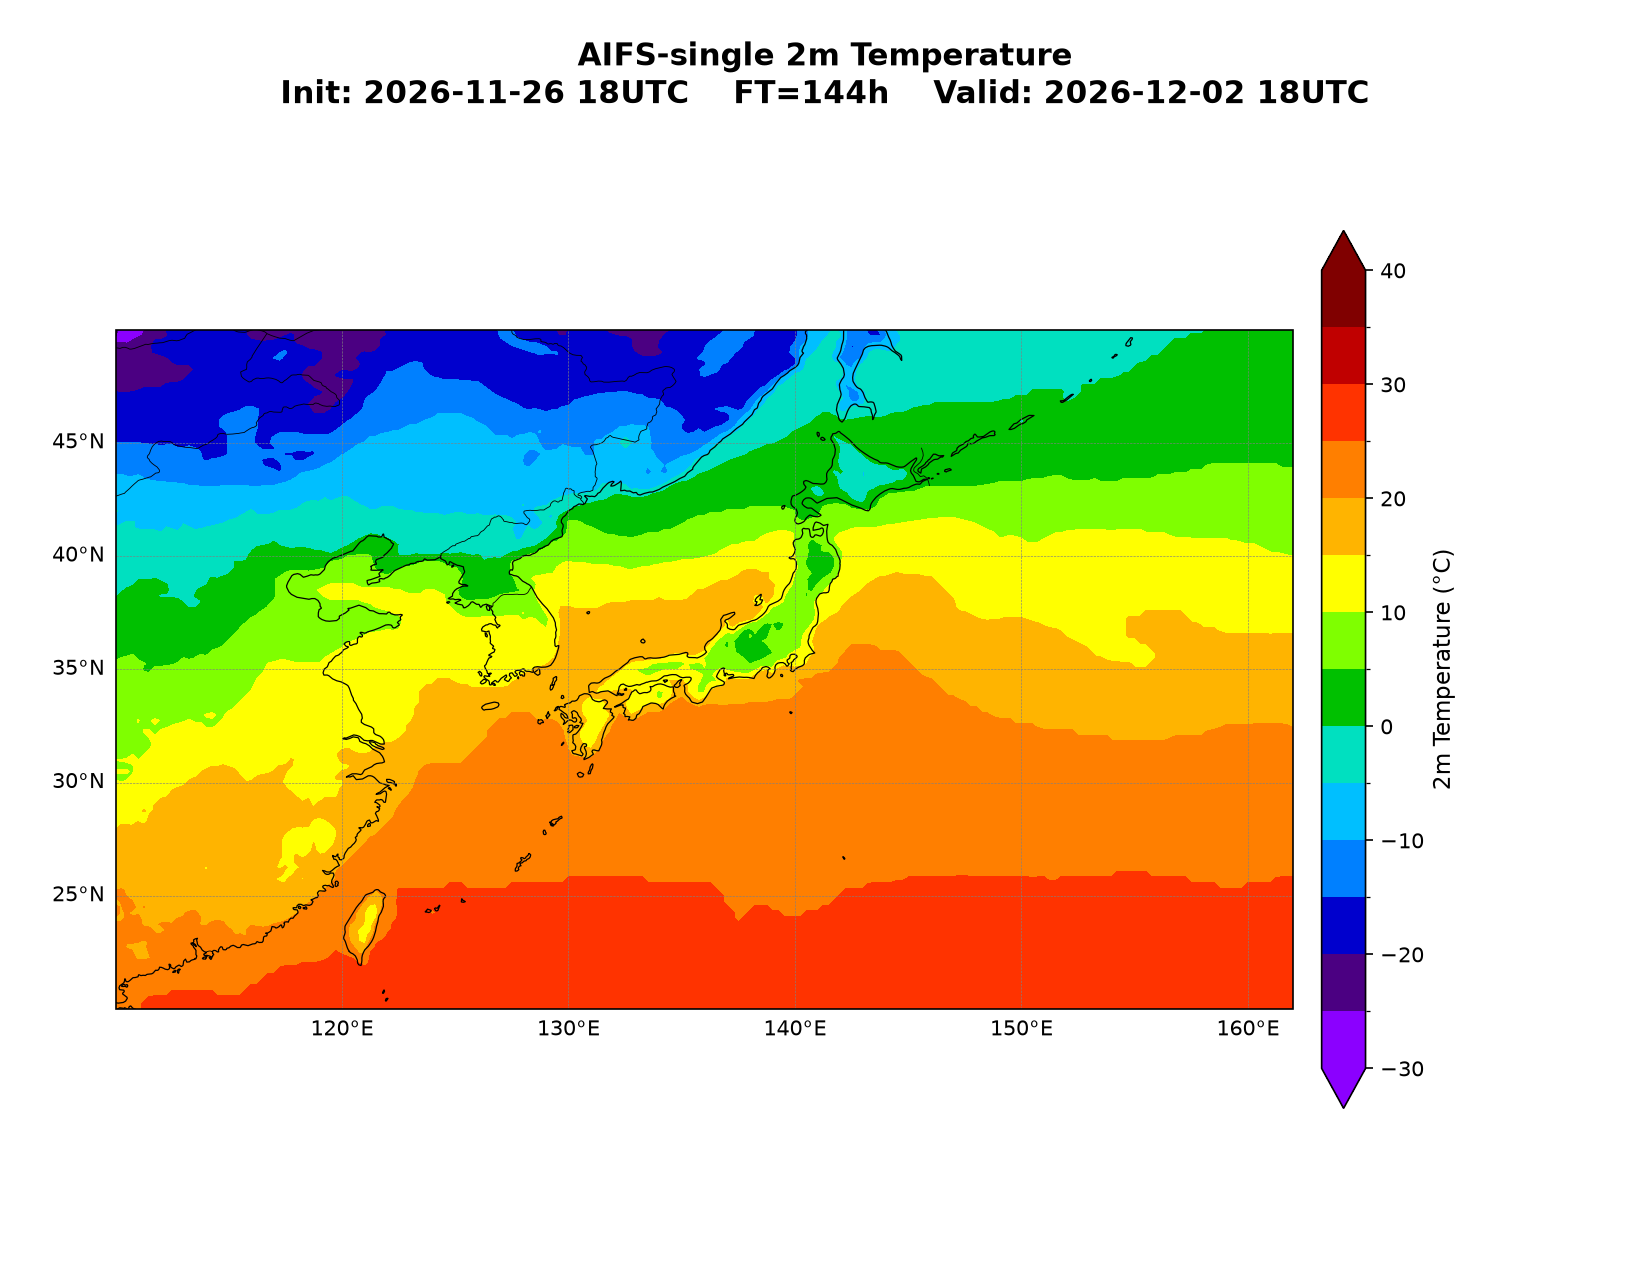 AIFS-single 2m Temperature
Init: 2026-11-26 18UTC    FT=144h    Valid: 2026-12-02 18UTC
45°N
40°N
35°N
30°N
25°N
120°E
130°E
140°E
150°E
160°E
40
30
20
10
0
−10
−20
−30
2m Temperature (°C)